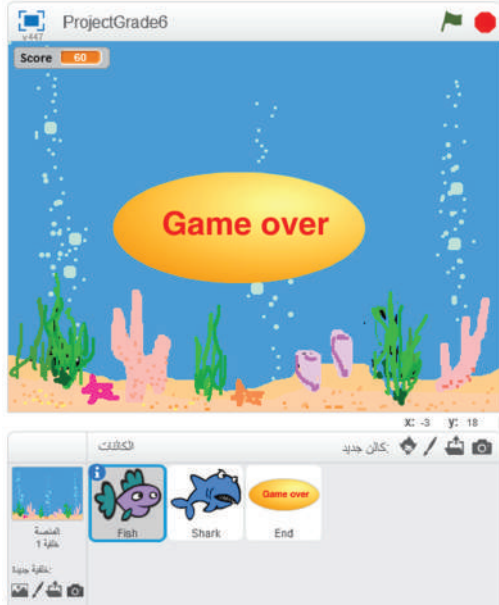 ProjectGrade6
v447
Score 60
Game over
x: -3 y: 18
الكائنات
كائن جديد:
Fish
Shark
Game over
End
المنصة
خلفية 1
خلفية جديدة: